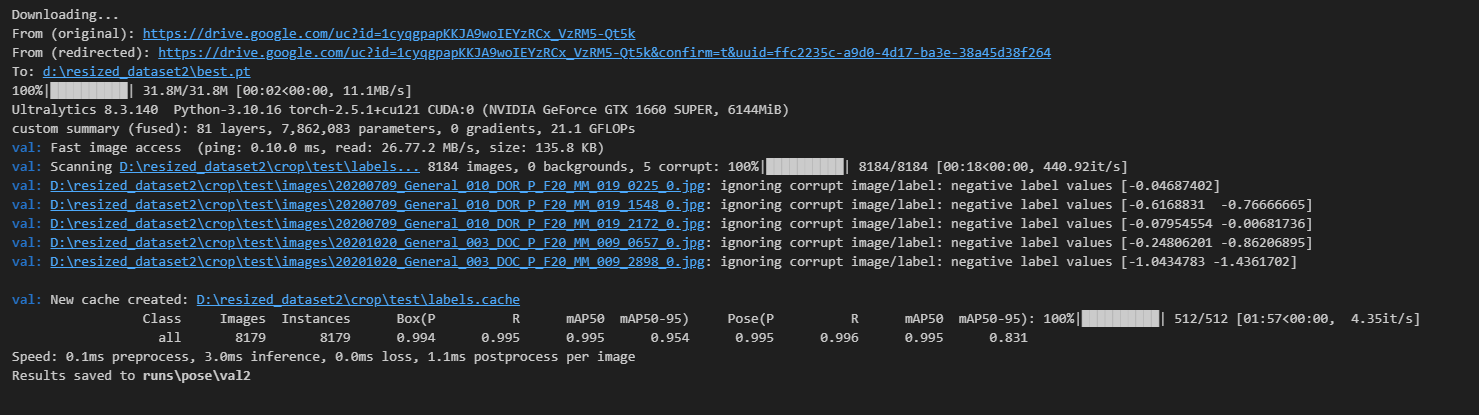 Downloading...
From (original): https://drive.google.com/uc?id=1cyqgpapKKJA9woIEYzRCx_VzRM5-Qt5k
From (redirected): https://drive.google.com/uc?id=1cyqgpapKKJA9woIEYzRCx_VzRM5-Qt5k&confirm=t&uuid=ffc2235c-a9d0-4d17-ba3e-38a45d38f264
To: d:\resized_dataset2\best.pt
100%|██████████| 31.8M/31.8M [00:02<00:00, 11.1MB/s]
Ultralytics 8.3.140 Python-3.10.16 torch-2.5.1+cu121 CUDA:0 (NVIDIA GeForce GTX 1660 SUPER, 6144MiB)
custom summary (fused): 81 layers, 7,862,083 parameters, 0 gradients, 21.1 GFLOPs
val: Fast image access (ping: 0.10.0 ms, read: 26.77.2 MB/s, size: 135.8 KB)
val: Scanning D:\resized_dataset2\crop\test\labels... 8184 images, 0 backgrounds, 5 corrupt: 100%|██████████| 8184/8184 [00:18<00:00, 440.92it/s]
val: D:\resized_dataset2\crop\test\images\20200709_General_010_DOR_P_F20_MM_019_0225_0.jpg: ignoring corrupt image/label: negative label values [-0.04687402]
val: D:\resized_dataset2\crop\test\images\20200709_General_010_DOR_P_F20_MM_019_1548_0.jpg: ignoring corrupt image/label: negative label values [-0.6168831 -0.76666665]
val: D:\resized_dataset2\crop\test\images\20200709_General_010_DOR_P_F20_MM_019_2172_0.jpg: ignoring corrupt image/label: negative label values [-0.07954554 -0.00681736]
val: D:\resized_dataset2\crop\test\images\20201020_General_003_DOC_P_F20_MM_009_0657_0.jpg: ignoring corrupt image/label: negative label values [-0.24806201 -0.86206895]
val: D:\resized_dataset2\crop\test\images\20201020_General_003_DOC_P_F20_MM_009_2898_0.jpg: ignoring corrupt image/label: negative label values [-1.0434783 -1.4361702]
val: New cache created: D:\resized_dataset2\crop\test\labels.cache
Class Images Instances Box(P R mAP50 mAP50-95) Pose(P R mAP50 mAP50-95): 100%|██████████| 512/512 [01:57<00:00, 4.35it/s]
all 8179 8179 0.994 0.995 0.995 0.954 0.995 0.996 0.995 0.831
Speed: 0.1ms preprocess, 3.0ms inference, 0.0ms loss, 1.1ms postprocess per image
Results saved to runs\pose\val2